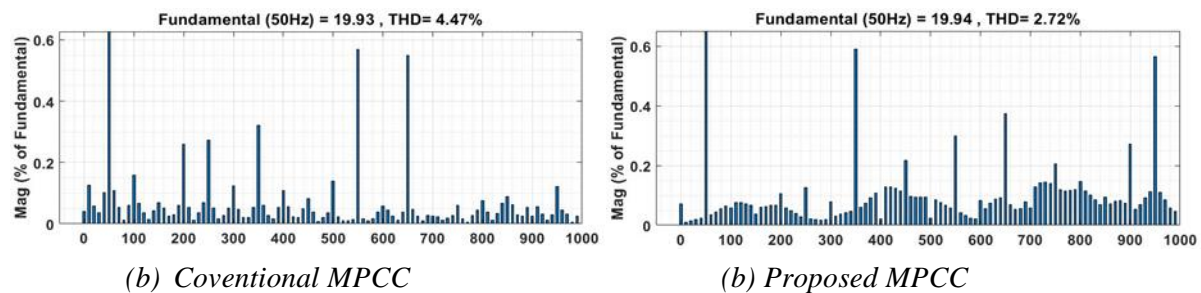 Fundamental (50Hz) = 19.93 , THD= 4.47%
Mag (% of Fundamental)
0.6
0.4
0.2
0
0 100 200 300 400 500 600 700 800 900 1000
(b) Coventional MPCC
Fundamental (50Hz) = 19.94 , THD= 2.72%
Mag (% of Fundamental)
0.6
0.4
0.2
0
0 100 200 300 400 500 600 700 800 900 1000
(b) Proposed MPCC